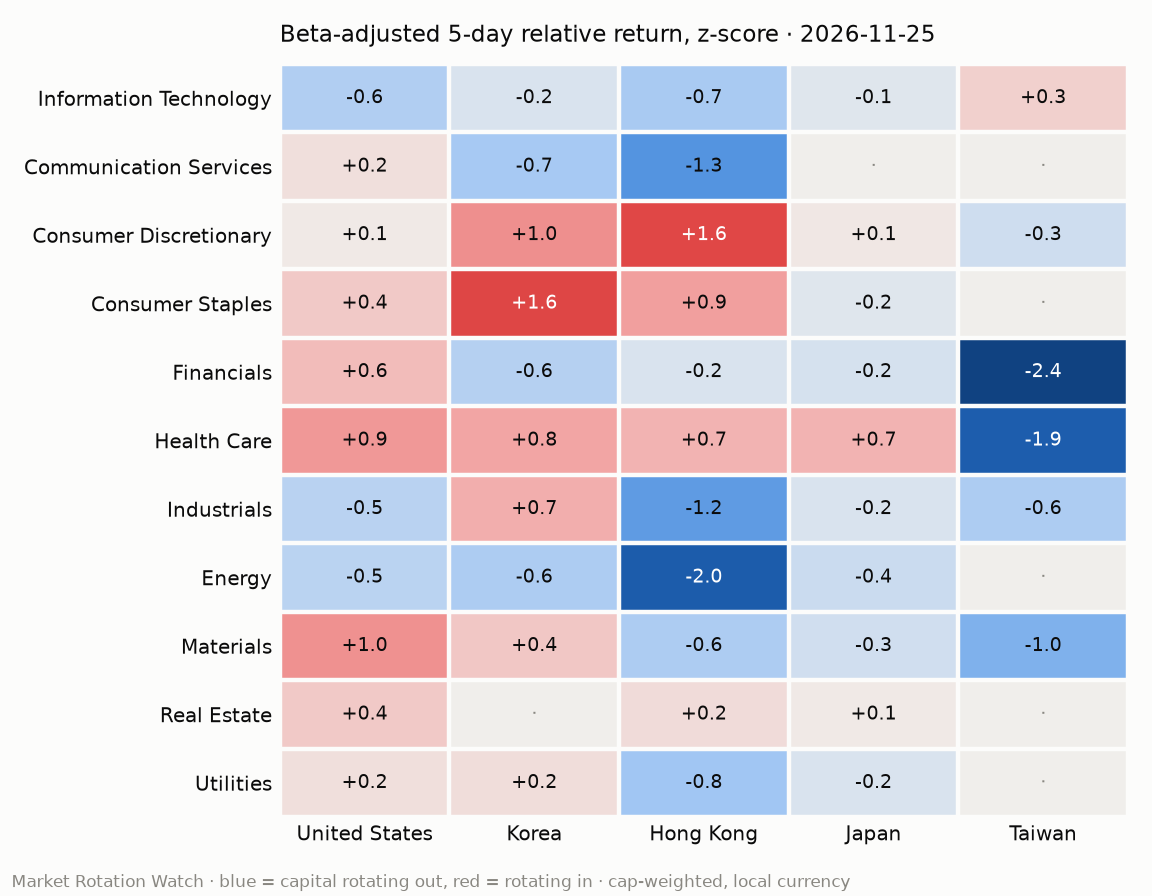 Beta-adjusted 5-day relative return, z-score · 2026-11-25
Information Technology -0.6 -0.2 -0.7 -0.1 +0.3
Communication Services +0.2 -0.7 -1.3 · ·
Consumer Discretionary +0.1 +1.0 +1.6 +0.1 -0.3
Consumer Staples +0.4 +1.6 +0.9 -0.2 ·
Financials +0.6 -0.6 -0.2 -0.2 -2.4
Health Care +0.9 +0.8 +0.7 +0.7 -1.9
Industrials -0.5 +0.7 -1.2 -0.2 -0.6
Energy -0.5 -0.6 -2.0 -0.4 ·
Materials +1.0 +0.4 -0.6 -0.3 -1.0
Real Estate +0.4 · +0.2 +0.1 ·
Utilities +0.2 +0.2 -0.8 -0.2 ·
United States Korea Hong Kong Japan Taiwan
Market Rotation Watch · blue = capital rotating out, red = rotating in · cap-weighted, local currency